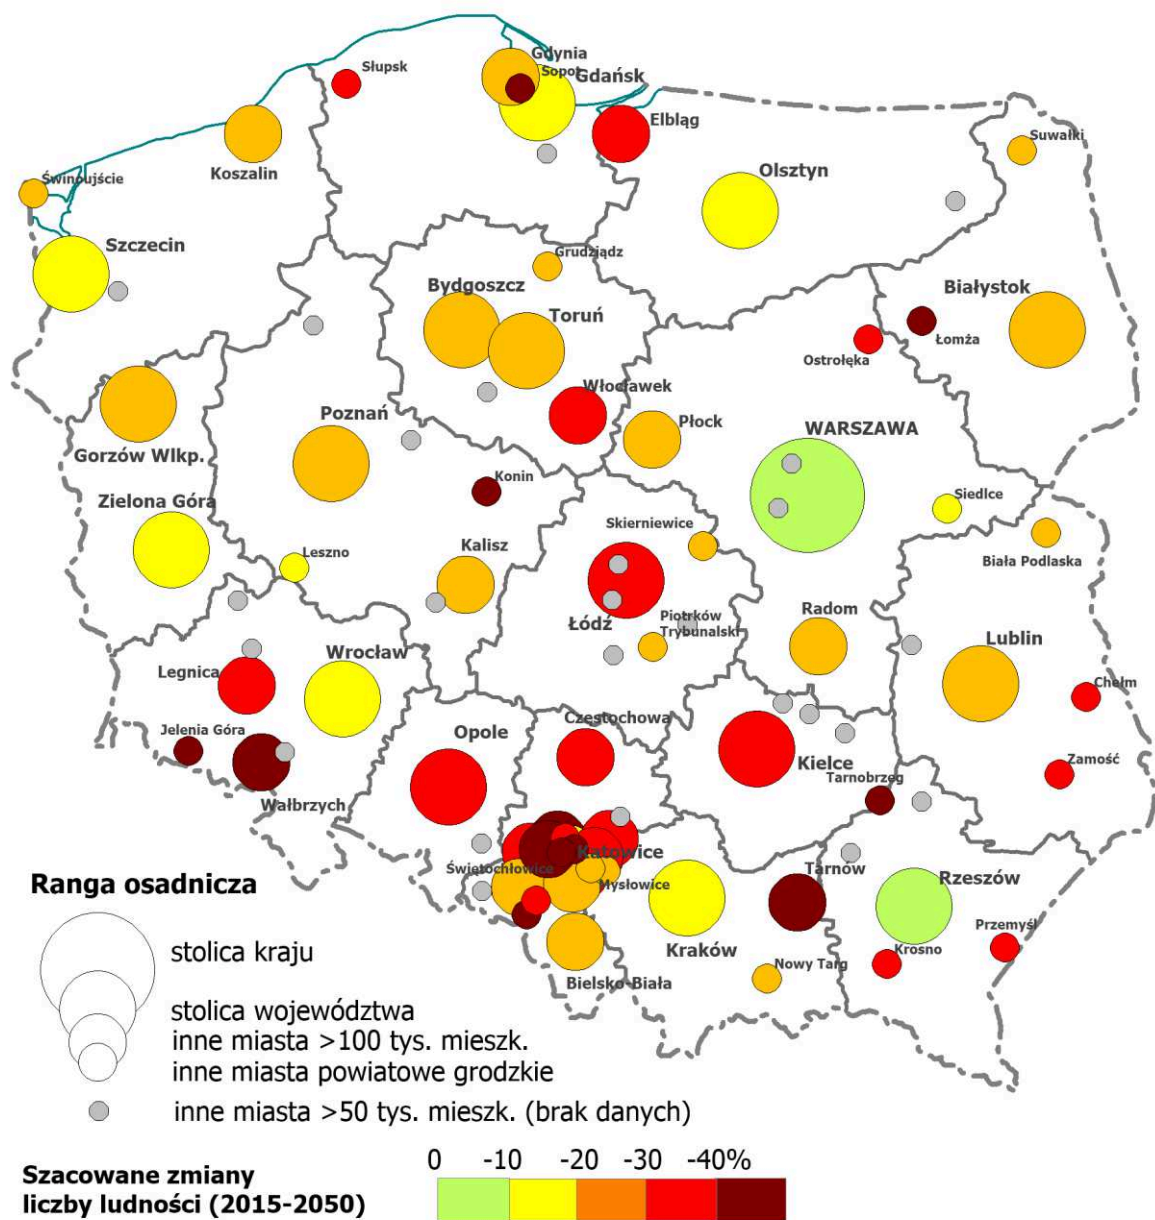 Słupsk
Gdynia
Sopot
Gdańsk
Elbląg
Suwałki
Koszalin
Olsztyn
Świnoujście
Szczecin
Grudziądz
Bydgoszcz
Białystok
Toruń
Łomża
Ostrołęka
Włocławek
Poznań
Płock
WARSZAWA
Gorzów Wlkp.
Konin
Zielona Góra
Siedlce
Skierniewice
Leszno
Kalisz
Biała Podlaska
Piotrków
Trybunalski
Łódź
Radom
Lublin
Wrocław
Legnica
Chełm
Częstochowa
Jelenia Góra
Opole
Kielce
Zamość
Tarnobrzeg
Wałbrzych
Katowice
Świętochłowice
Tarnów
Rzeszów
Mysłowice
Przemyśl
Kraków
Krosno
Nowy Targ
Bielsko-Biała
Ranga osadnicza
stolica kraju
stolica województwa
inne miasta >100 tys. mieszk.
inne miasta powiatowe grodzkie
inne miasta >50 tys. mieszk. (brak danych)
0 -10 -20 -30 -40%
Szacowane zmiany
liczby ludności (2015-2050)